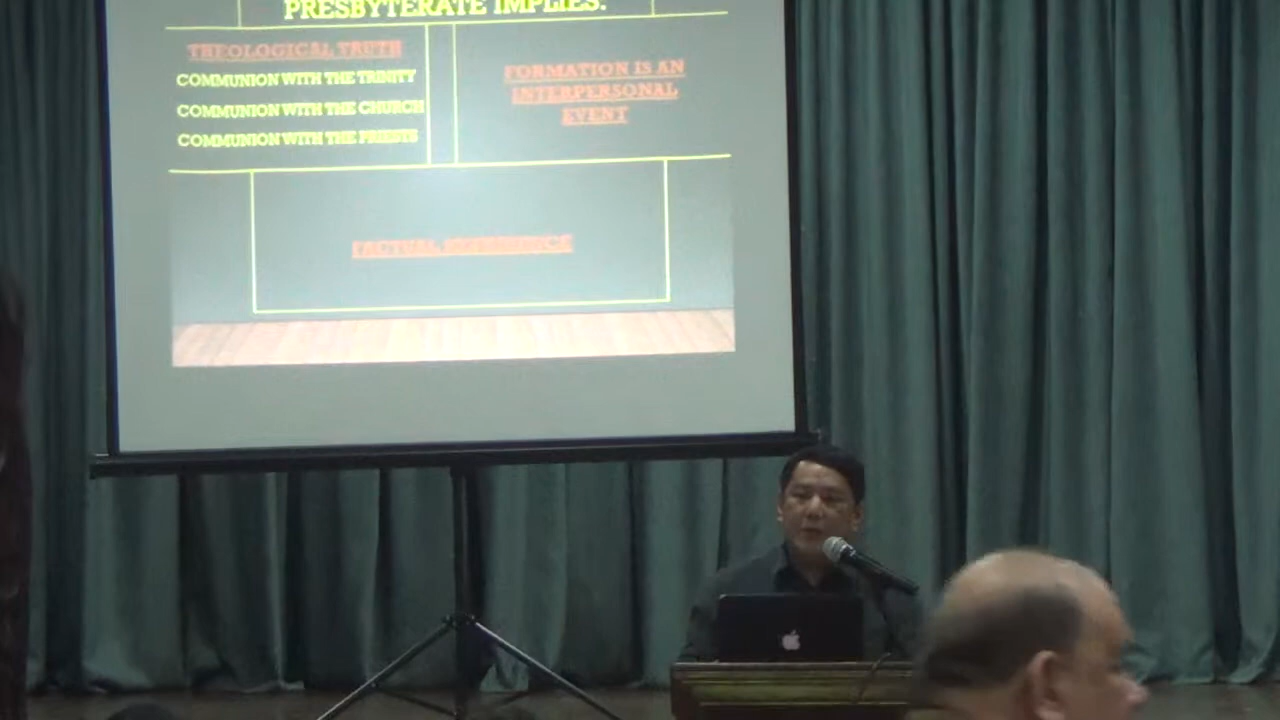 PRESBYTERATE IMPLIES:
THEOLOGICAL TRUTH
COMMUNION WITH THE TRINITY
COMMUNION WITH THE CHURCH
COMMUNION WITH THE PRIESTS
FORMATION IS AN
INTERPERSONAL
EVENT
FACTUAL